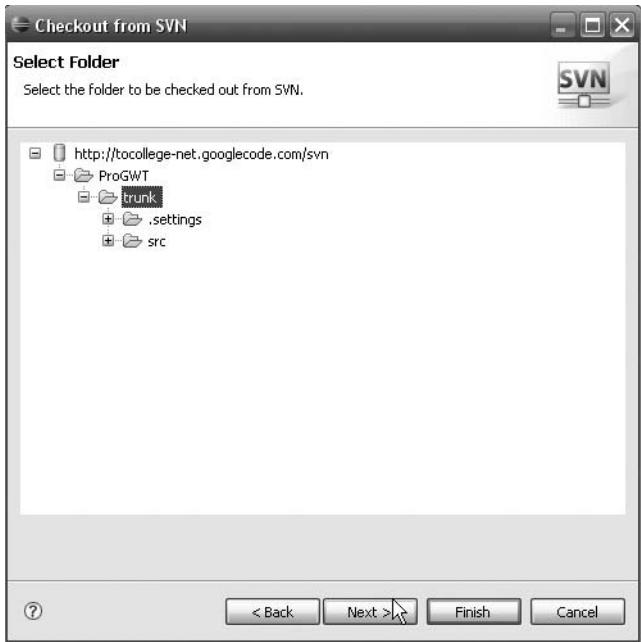 Checkout from SVN
Select Folder
Select the folder to be checked out from SVN.
SVN
http://tocollege-net.googlecode.com/svn
ProGWT
trunk
.settings
src
?
< Back Next > Finish Cancel